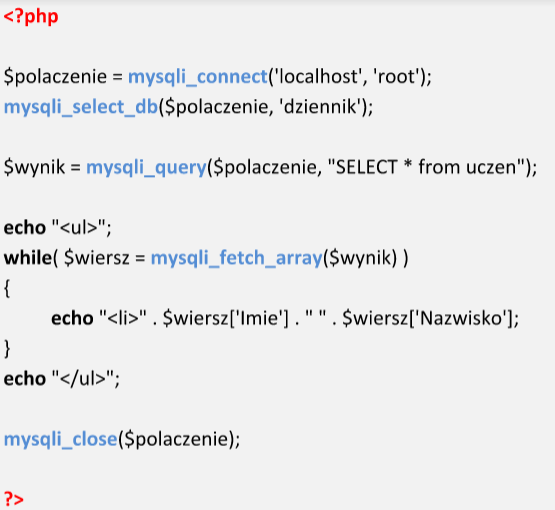 <?php
$polaczenie = mysqli_connect('localhost', 'root');
mysqli_select_db($polaczenie, 'dziennik');
$wynik = mysqli_query($polaczenie, "SELECT * from uczen");
echo "<ul>";
while( $wiersz = mysqli_fetch_array($wynik) )
{
echo "<li>" . $wiersz['Imie'] . " " . $wiersz['Nazwisko'];
}
echo "</ul>";
mysqli_close($polaczenie);
?>